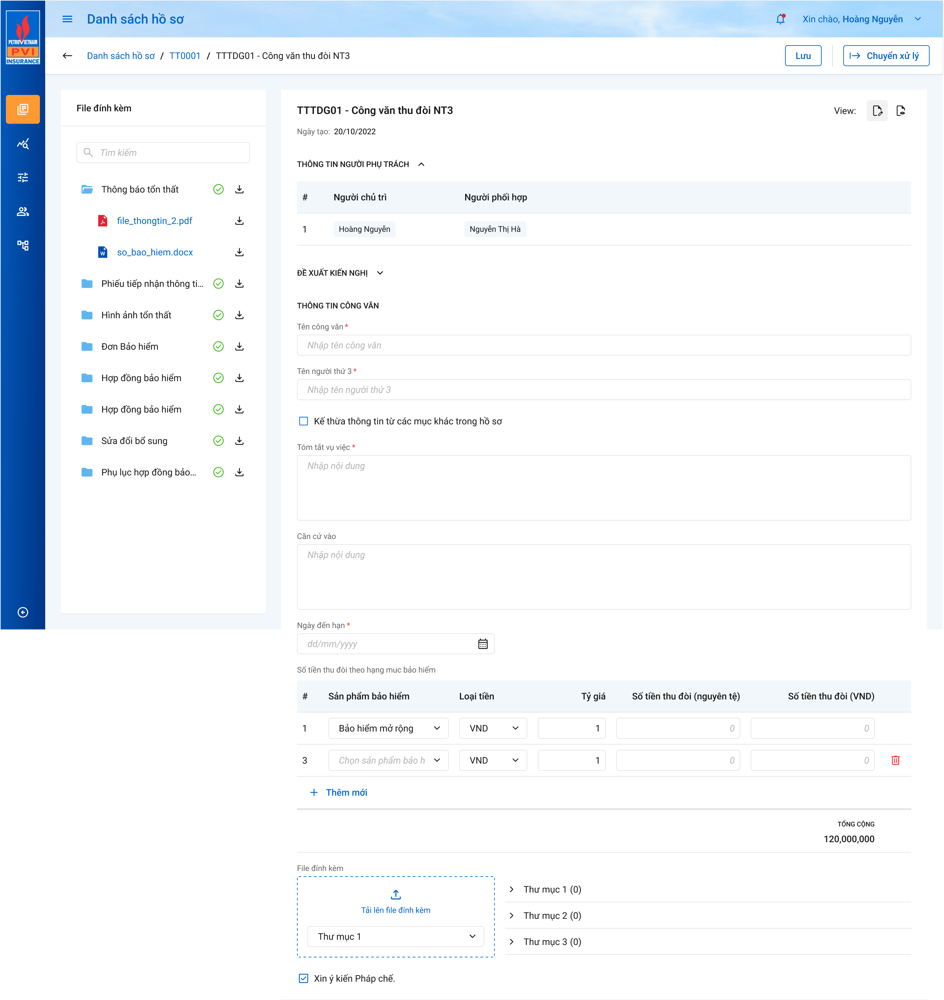 PETROVIETNAM
PVI
INSURANCE
Danh sách hồ sơ
Xin chào, Hoàng Nguyễn
Danh sách hồ sơ / TT0001 / TTTDG01 - Công văn thu đòi NT3
Lưu
Chuyển xử lý
File đính kèm
Tìm kiếm
Thông báo tổn thất
file_thongtin_2.pdf
so_bao_hiem.docx
Phiếu tiếp nhận thông ti...
Hình ảnh tổn thất
Đơn Bảo hiểm
Hợp đồng bảo hiểm
Hợp đồng bảo hiểm
Sửa đổi bổ sung
Phụ lục hợp đồng bảo...
TTTDG01 - Công văn thu đòi NT3
View:
Ngày tạo: 20/10/2022
THÔNG TIN NGƯỜI PHỤ TRÁCH
# Người chủ trì Người phối hợp
1 Hoàng Nguyễn Nguyễn Thị Hà
ĐỀ XUẤT KIẾN NGHỊ
THÔNG TIN CÔNG VĂN
Tên công văn *
Nhập tên công văn
Tên người thứ 3 *
Nhập tên người thứ 3
Kế thừa thông tin từ các mục khác trong hồ sơ
Tóm tắt vụ việc *
Nhập nội dung
Căn cứ vào
Nhập nội dung
Ngày đến hạn *
dd/mm/yyyy
Số tiền thu đòi theo hạng mục bảo hiểm
# Sản phẩm bảo hiểm Loại tiền Tỷ giá Số tiền thu đòi (nguyên tệ) Số tiền thu đòi (VND)
1 Bảo hiểm mở rộng VND 1 0 0
3 Chọn sản phẩm bảo h VND 1 0 0
Thêm mới
TỔNG CỘNG
120,000,000
File đính kèm
Tải lên file đính kèm
Thư mục 1
Thư mục 1 (0)
Thư mục 2 (0)
Thư mục 3 (0)
Xin ý kiến Pháp chế.